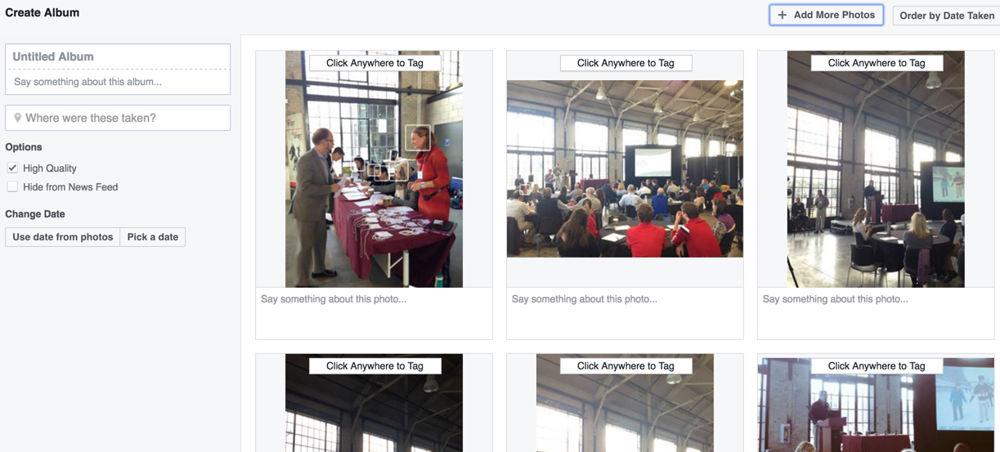 Create Album
+ Add More Photos
Order by Date Taken
Untitled Album
Say something about this album...
Where were these taken?
Options
High Quality
Hide from News Feed
Change Date
Use date from photos
Pick a date
Click Anywhere to Tag
Click Anywhere to Tag
Click Anywhere to Tag
Say something about this photo...
Say something about this photo...
Say something about this photo...
Click Anywhere to Tag
Click Anywhere to Tag
Click Anywhere to Tag